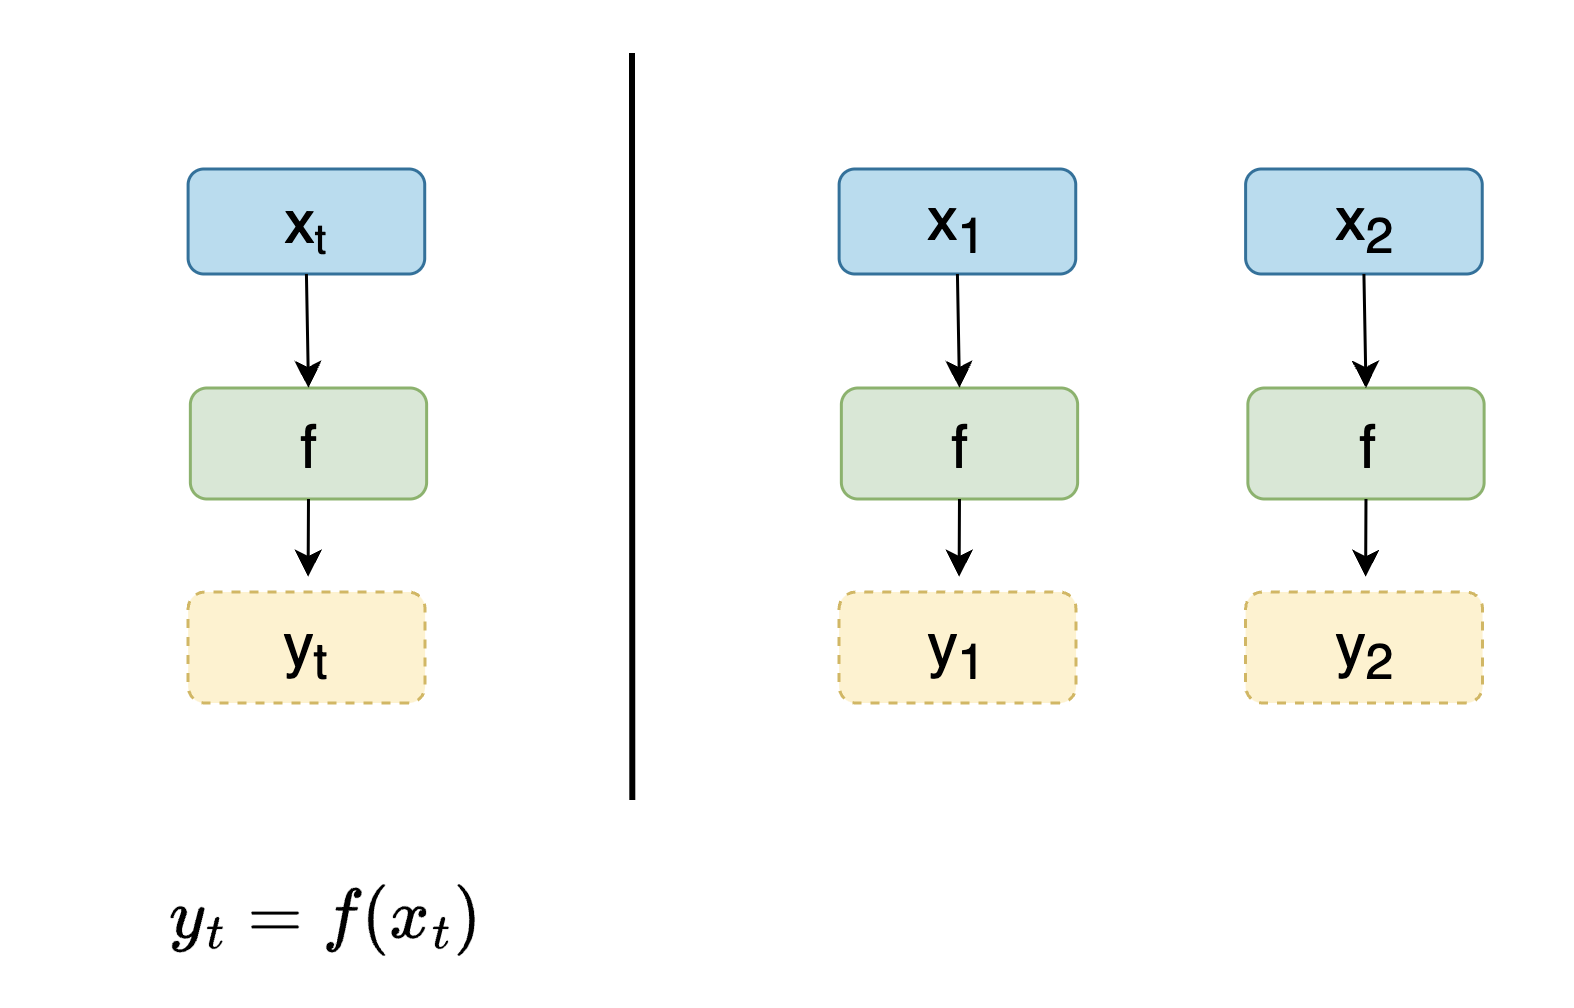 xₜ
f
yₜ
x₁ x₂
f f
y₁ y₂
yₜ = f(xₜ)